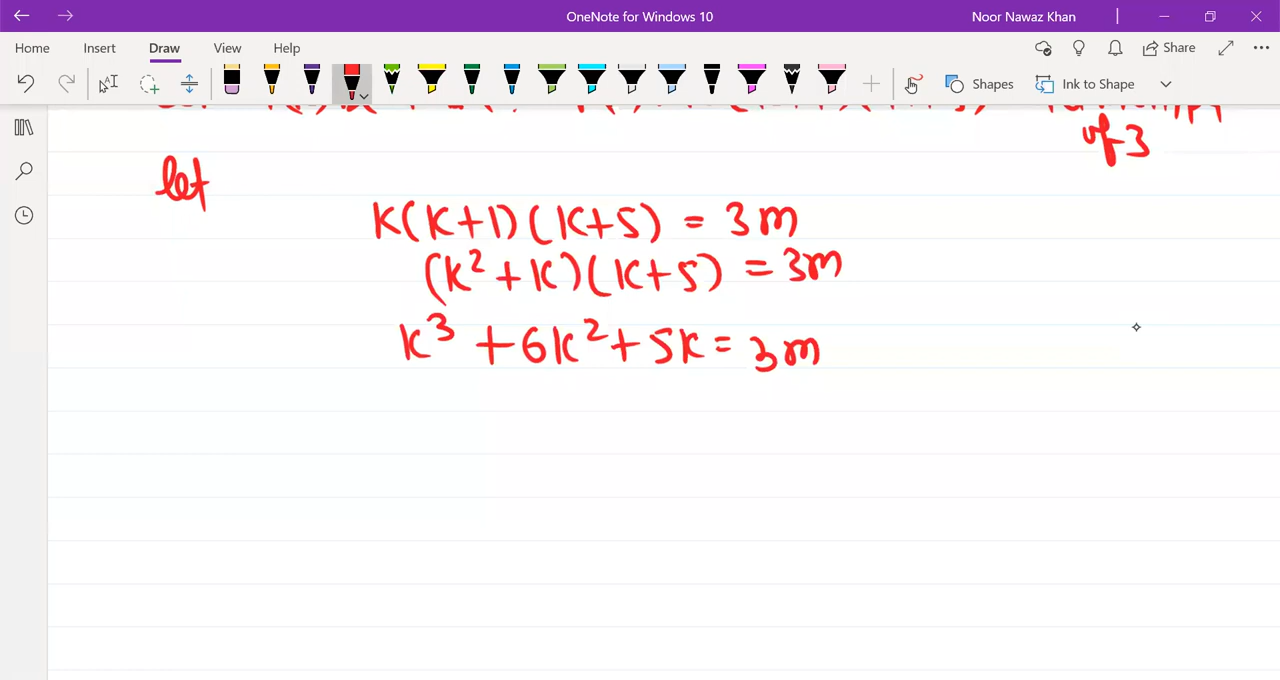 OneNote for Windows 10
Noor Nawaz Khan
Home Insert Draw View Help
Share
Shapes
Ink to Shape
of 3
let
K(K+1)(K+5) = 3m
(K² + K)(K+5) = 3m
K³ + 6K² + 5K = 3m